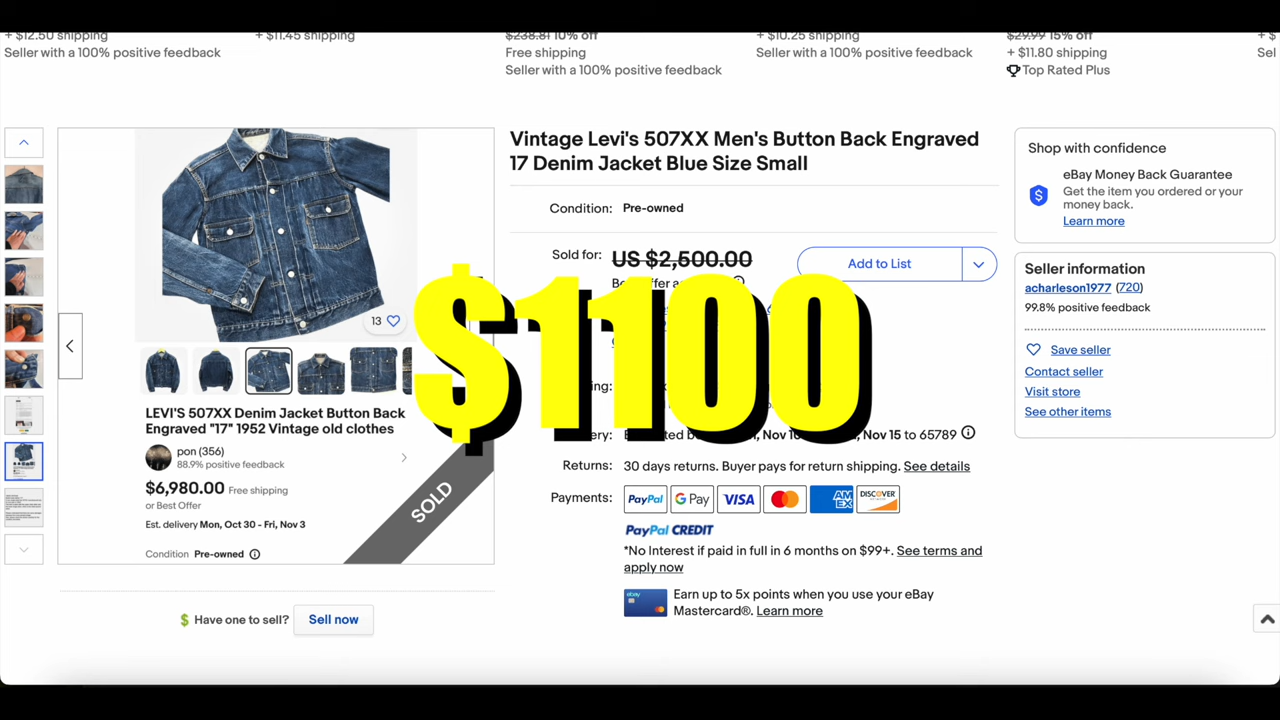 + $12.50 shipping
Seller with a 100% positive feedback
+ $11.45 shipping
$238.81 10% off
Free shipping
Seller with a 100% positive feedback
+ $10.25 shipping
Seller with a 100% positive feedback
$29.99 15% off
+ $11.80 shipping
Top Rated Plus
+ $
Sel
13
LEVI'S 507XX Denim Jacket Button Back
Engraved "17" 1952 Vintage old clothes
pon (356)
88.9% positive feedback
$6,980.00 Free shipping
or Best Offer
Est. delivery Mon, Oct 30 - Fri, Nov 3
Condition Pre-owned
SOLD
$ Have one to sell? Sell now
Vintage Levi's 507XX Men's Button Back Engraved
17 Denim Jacket Blue Size Small
Condition: Pre-owned
Sold for: US $2,500.00
Add to List
$1100
Nov 15 to 65789
Returns: 30 days returns. Buyer pays for return shipping. See details
Payments: PayPal G Pay VISA AMEX DISCOVER
PayPal CREDIT
*No Interest if paid in full in 6 months on $99+. See terms and
apply now
ebay
Earn up to 5x points when you use your eBay
Mastercard®. Learn more
Shop with confidence
eBay Money Back Guarantee
Get the item you ordered or your
money back.
Learn more
Seller information
acharleson1977 (720)
99.8% positive feedback
Save seller
Contact seller
Visit store
See other items